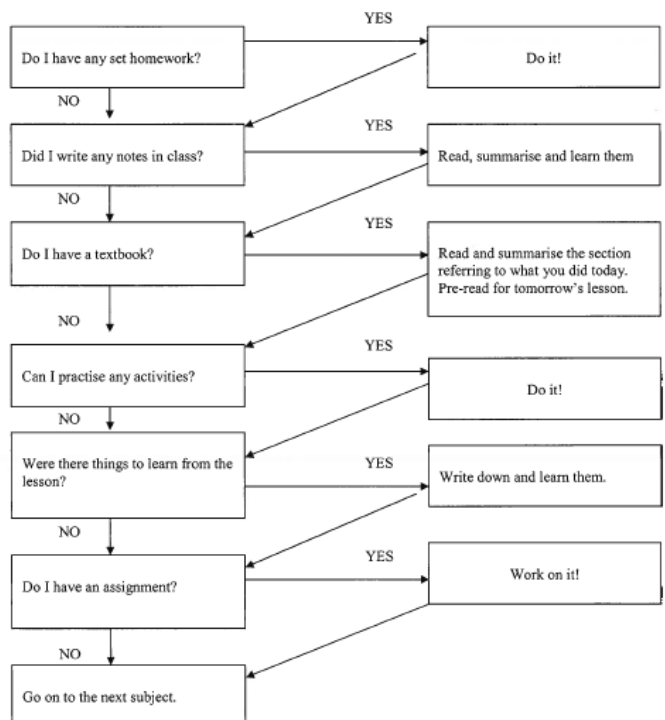 YES
Do I have any set homework?
Do it!
NO
YES
Did I write any notes in class?
Read, summarise and learn them
NO
YES
Do I have a textbook?
Read and summarise the section
referring to what you did today.
Pre-read for tomorrow's lesson.
NO
YES
Can I practise any activities?
Do it!
NO
Were there things to learn from the
lesson?
YES
Write down and learn them.
NO
YES
Do I have an assignment?
Work on it!
NO
Go on to the next subject.